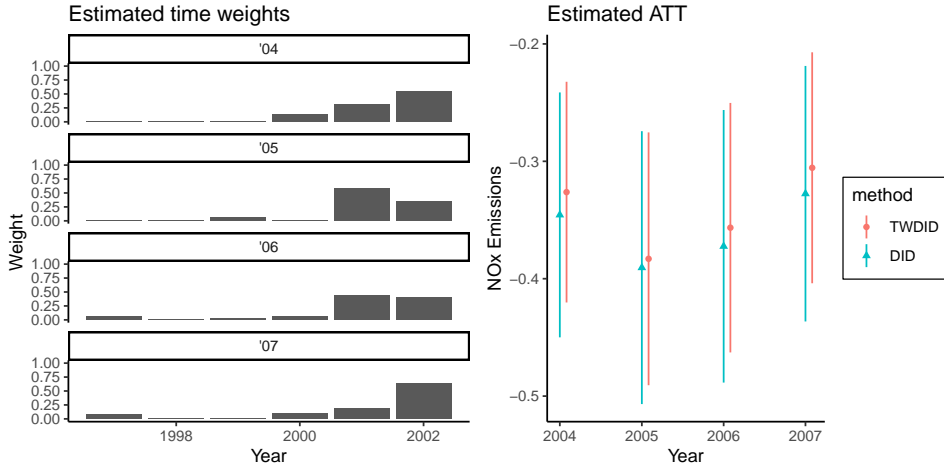 Estimated time weights
'04
1.00
0.75
0.50
0.25
0.00
'05
1.00
0.75
0.50
0.25
0.00
'06
1.00
0.75
0.50
0.25
0.00
'07
1.00
0.75
0.50
0.25
0.00
Weight
1998 2000 2002
Year
Estimated ATT
−0.2
−0.3
−0.4
−0.5
NOx Emissions
2004 2005 2006 2007
Year
method
TWDID
DID